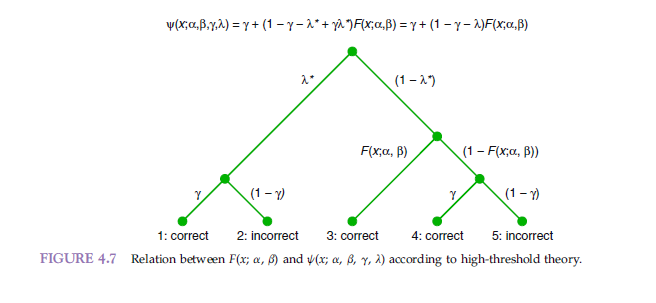 ψ(x;α,β,γ,λ) = γ + (1 − γ − λ* + γλ*)F(x;α,β) = γ + (1 − γ − λ)F(x;α,β)
λ* (1 − λ*)
F(x;α, β) (1 − F(x;α, β))
γ (1 − γ) γ (1 − γ)
1: correct 2: incorrect 3: correct 4: correct 5: incorrect
FIGURE 4.7 Relation between F(x; α, β) and ψ(x; α, β, γ, λ) according to high-threshold theory.